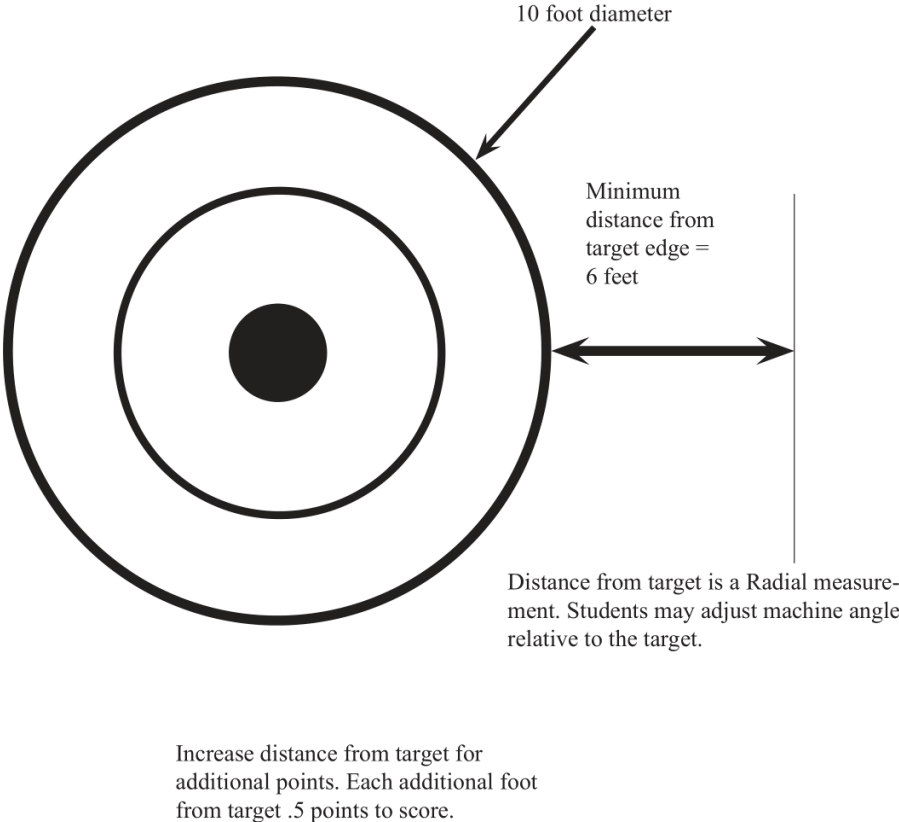 10 foot diameter
Minimum
distance from
target edge =
6 feet
Distance from target is a Radial measure-
ment. Students may adjust machine angle
relative to the target.
Increase distance from target for
additional points. Each additional foot
from target .5 points to score.